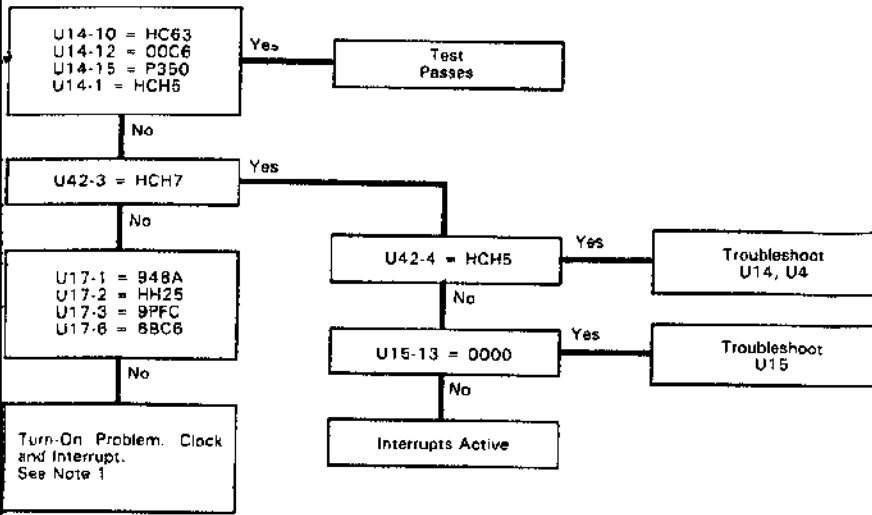 U14-10 = HC63
U14-12 = 00C6
U14-15 = P350
U14-1 = HCH5
Yes
Test
Passes
No
U42-3 = HCH7
Yes
No
U17-1 = 948A
U17-2 = HH25
U17-3 = 9PFC
U17-6 = 8BC6
U42-4 = HCH5
Yes
Troubleshoot
U14, U4
No
U15-13 = 0000
Yes
Troubleshoot
U15
No
No
Turn-On Problem. Clock
and Interrupt.
See Note 1
Interrupts Active